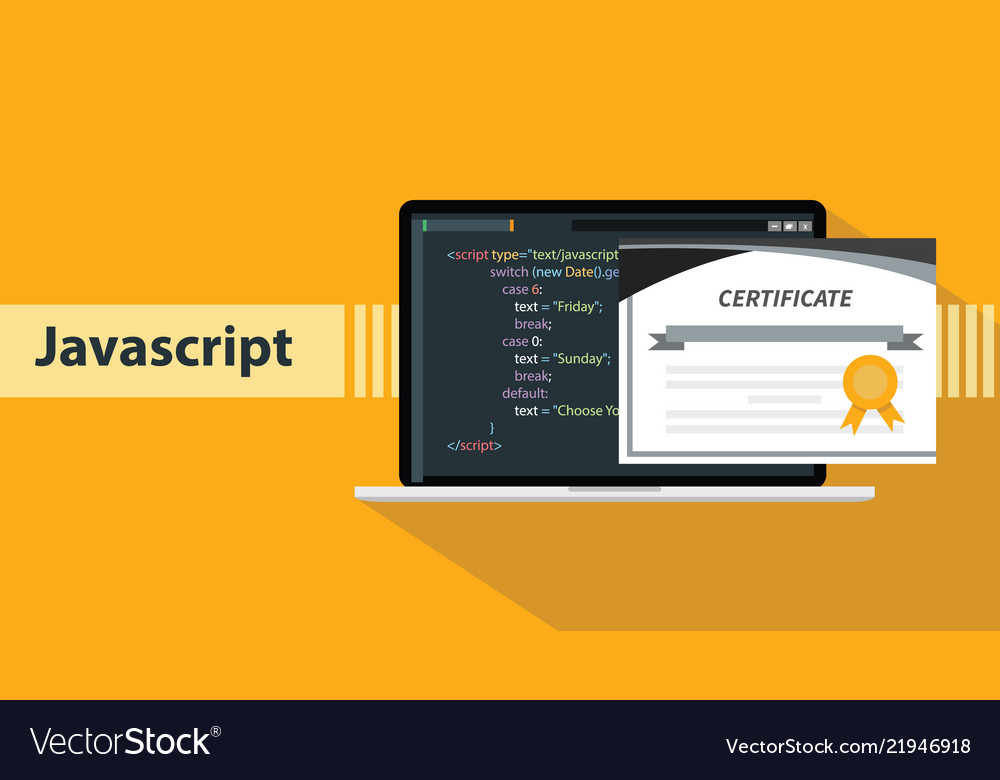 Javascript
<script type="text/javascript
switch (new Date().ge
case 6:
text = "Friday";
break;
case 0:
text = "Sunday";
break;
default:
text = "Choose Yo
}
</script>
x
CERTIFICATE
VectorStock®
VectorStock.com/21946918